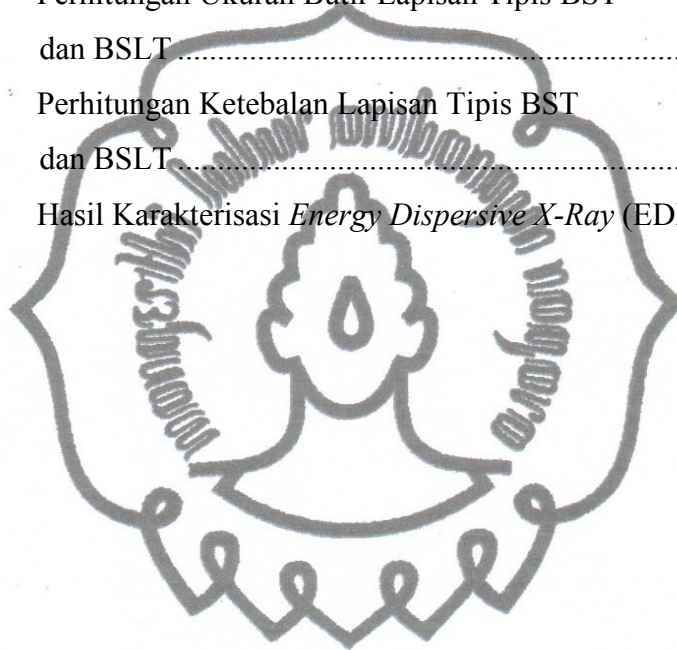 Perhitungan Ukuran Butir Lapisan Tipis BST
dan BSLT
Perhitungan Ketebalan Lapisan Tipis BST
dan BSLT
Hasil Karakterisasi Energy Dispersive X-Ray (ED